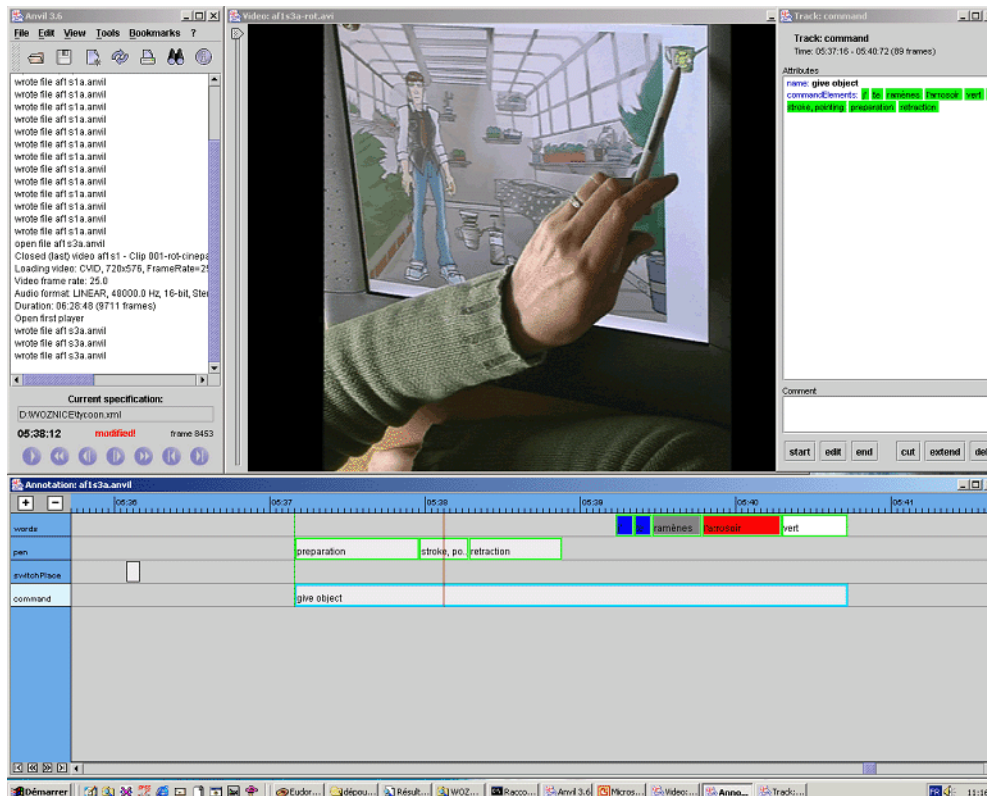 Anvil 3.6
File Edit View Tools Bookmarks ?
wrote file af1s1a.anvil
wrote file af1s1a.anvil
wrote file af1s1a.anvil
wrote file af1s1a.anvil
wrote file af1s1a.anvil
wrote file af1s1a.anvil
wrote file af1s1a.anvil
wrote file af1s1a.anvil
wrote file af1s1a.anvil
wrote file af1s1a.anvil
wrote file af1s1a.anvil
wrote file af1s1a.anvil
wrote file af1s1a.anvil
open file af1s3a.anvil
Closed (last) video af1s1 - Clip 001-rot-cinepa
Loading video: CVID, 720x576, FrameRate=25
Video frame rate: 25.0
Audio format: LINEAR, 48000.0 Hz, 16-bit, Ster
Duration: 06:28:48 (9711 frames)
Open first player
wrote file af1s3a.anvil
wrote file af1s3a.anvil
wrote file af1s3a.anvil
Current specification:
D:\WOZNICE\tycoon.xml
05:38:12 modified! frame 8453
Video: af1s3a-rot.avi
Track: command
Track: command
Time: 05:37:16 - 05:40:72 (89 frames)
Attributes
name: give object
commandElements: te ramènes l'arrosoir vert
stroke, pointing preparation retraction
Comment
start edit end cut extend del
Annotation: af1s3a.anvil
05:36 05:37 05:38 05:39 05:40 05:41
words ramènes l'arrosoir vert
pen preparation stroke, po... retraction
switchPlace
command give object
Démarrer Eudor... dépou... Résult... WOZ... Racco... Anvil 3.6 Micros... Video:... Anno... Track:... FR 11:16